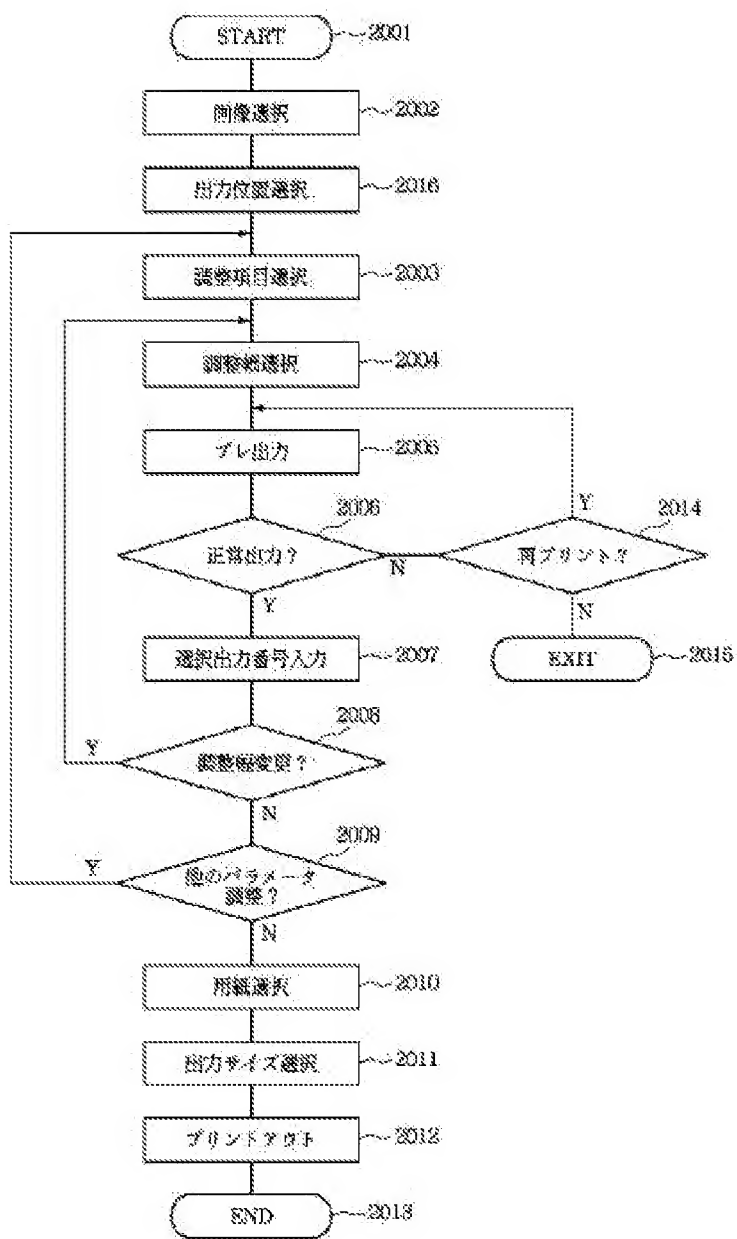 START
2001
画像選択
2002
出力位置選択
2016
調整項目選択
2003
調整幅選択
2004
プレ出力
2005
2006
正常出力?
Y
N
2014
再プリント?
Y
N
EXIT
2015
選択出力番号入力
2007
2008
調整幅変更?
Y
N
2009
他のパラメータ
調整?
Y
N
用紙選択
2010
出力サイズ選択
2011
プリントアウト
2012
END
2013